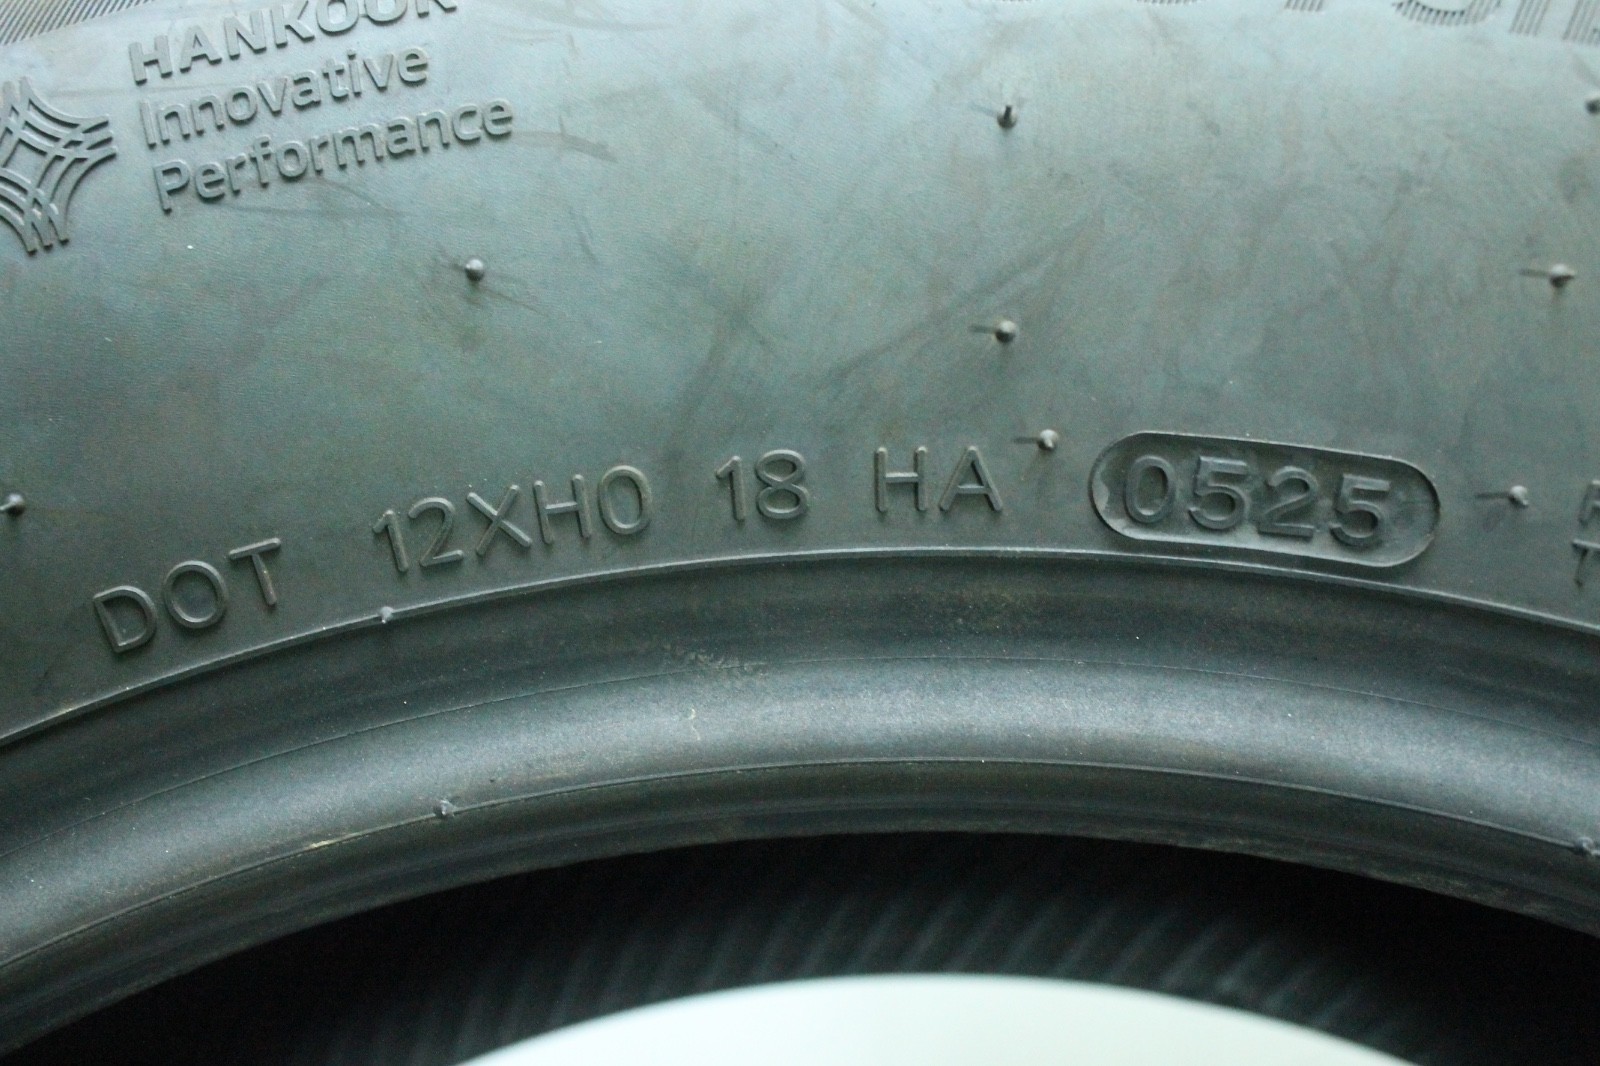 HANKOOK
Innovative
Performance
DOT 12XH0 18 HA 0525